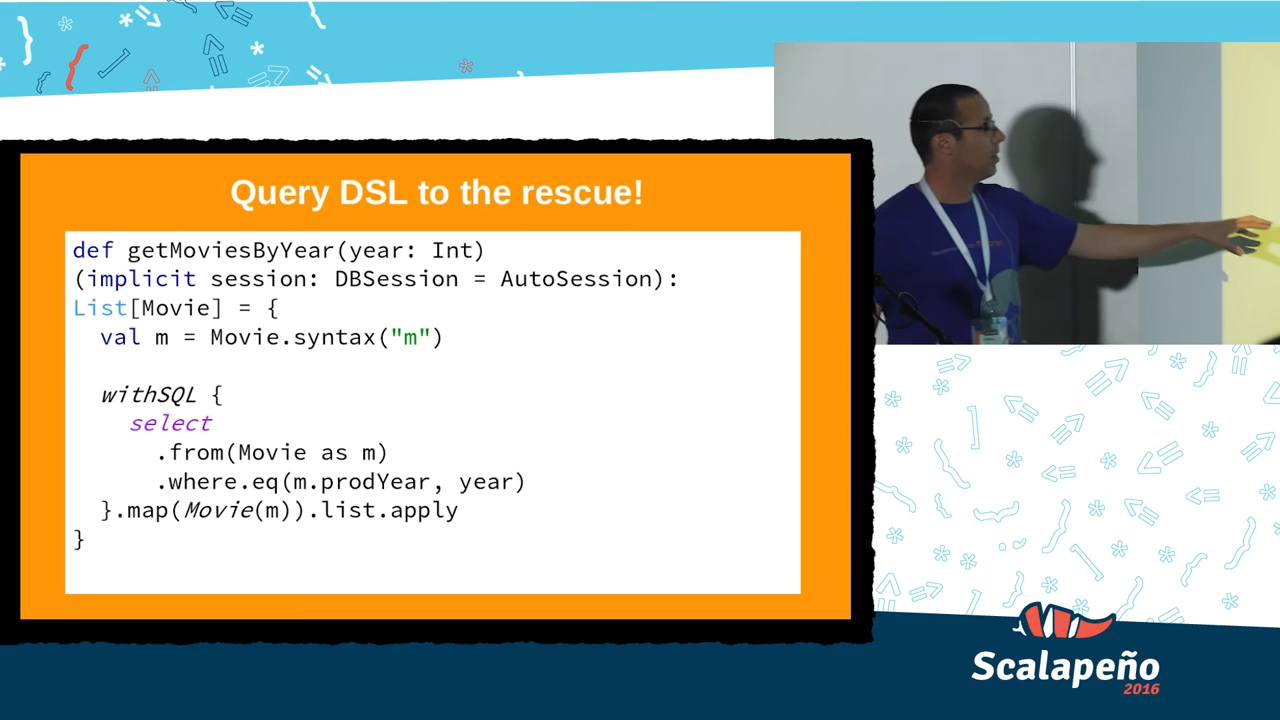 Query DSL to the rescue!
def getMoviesByYear(year: Int)
(implicit session: DBSession = AutoSession):
List[Movie] = {
  val m = Movie.syntax("m")
  withSQL {
    select
      .from(Movie as m)
      .where.eq(m.prodYear, year)
  }.map(Movie(m)).list.apply
}
Scalapeño
2016